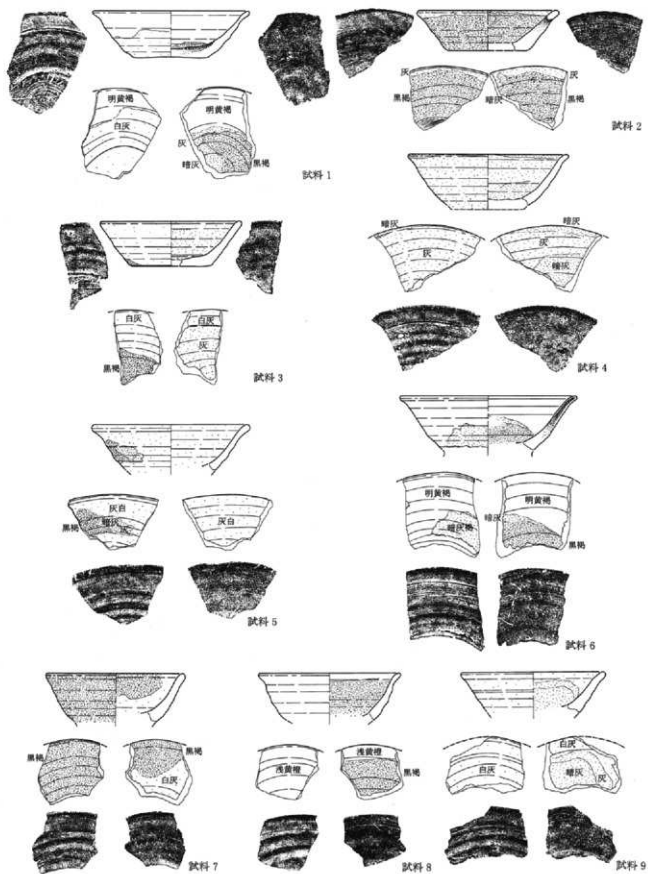 明黄褐
白灰
明黄褐
灰
暗灰
黒褐
試料 1
灰
黒褐
暗灰
灰
黒褐
試料 2
白灰
黒褐
白灰
灰
試料 3
暗灰
灰
暗灰
灰
暗灰
試料 4
灰白
黒褐
暗灰
灰白
試料 5
明黄褐
暗灰褐
明黄褐
暗灰
黒褐
試料 6
黒褐
黒褐
白灰
試料 7
浅黄橙
浅黄橙
黒褐
試料 8
白灰
白灰
暗灰
灰
試料 9